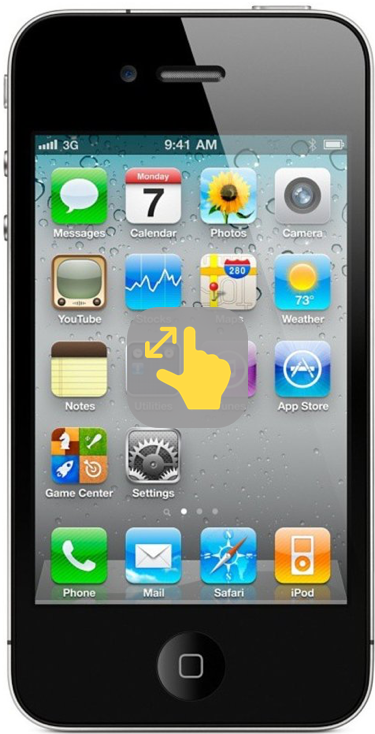 3G 9:41 AM
Monday
7
Messages Calendar Photos Camera
280
73°
YouTube Weather
Notes Utilities App Store
Game Center Settings
Phone Mail Safari iPod